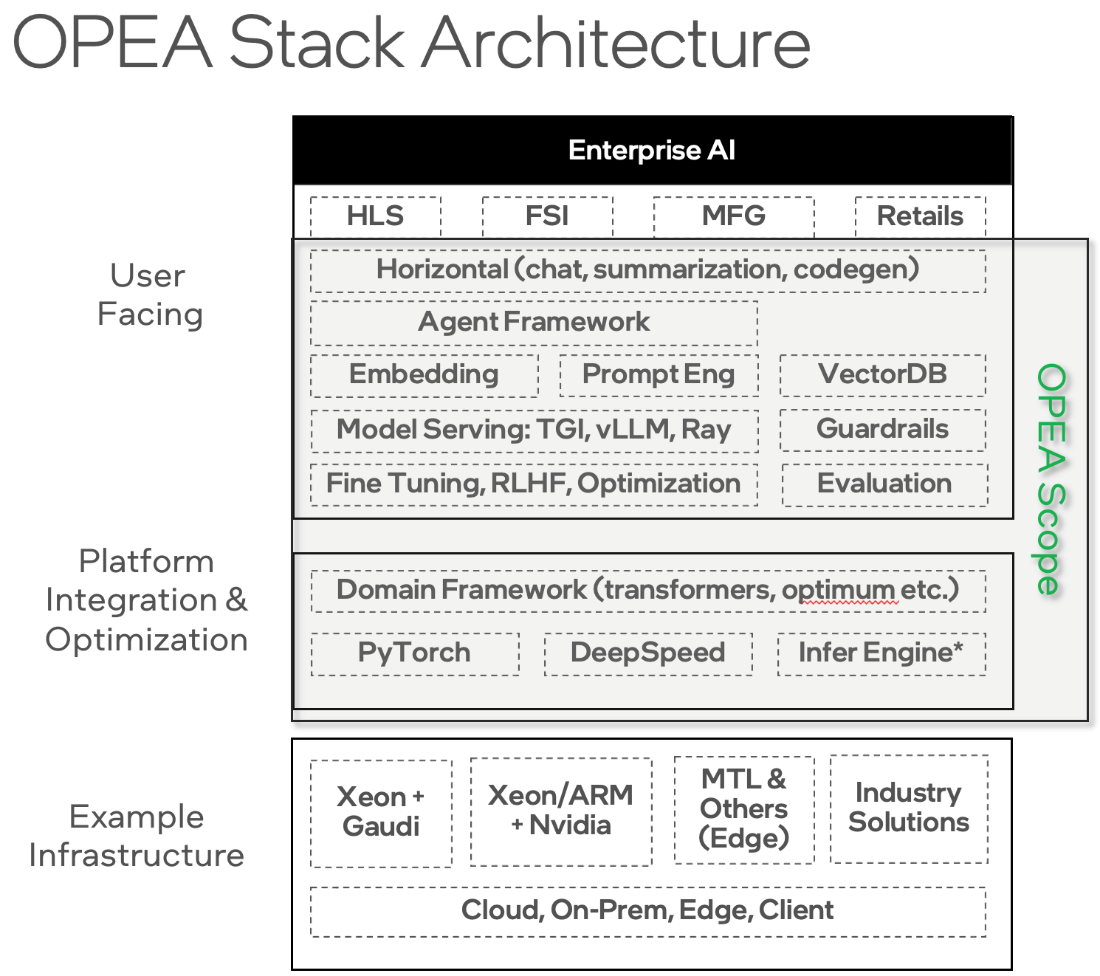 OPEA Stack Architecture
Enterprise AI
HLS
FSI
MFG
Retails
User
Facing
Horizontal (chat, summarization, codegen)
Agent Framework
Embedding
Prompt Eng
VectorDB
Model Serving: TGI, vLLM, Ray
Guardrails
Fine Tuning, RLHF, Optimization
Evaluation
OPEA Scope
Platform
Integration &
Optimization
Domain Framework (transformers, optimum etc.)
PyTorch
DeepSpeed
Infer Engine*
Example
Infrastructure
Xeon +
Gaudi
Xeon/ARM
+ Nvidia
MTL &
Others
(Edge)
Industry
Solutions
Cloud, On-Prem, Edge, Client